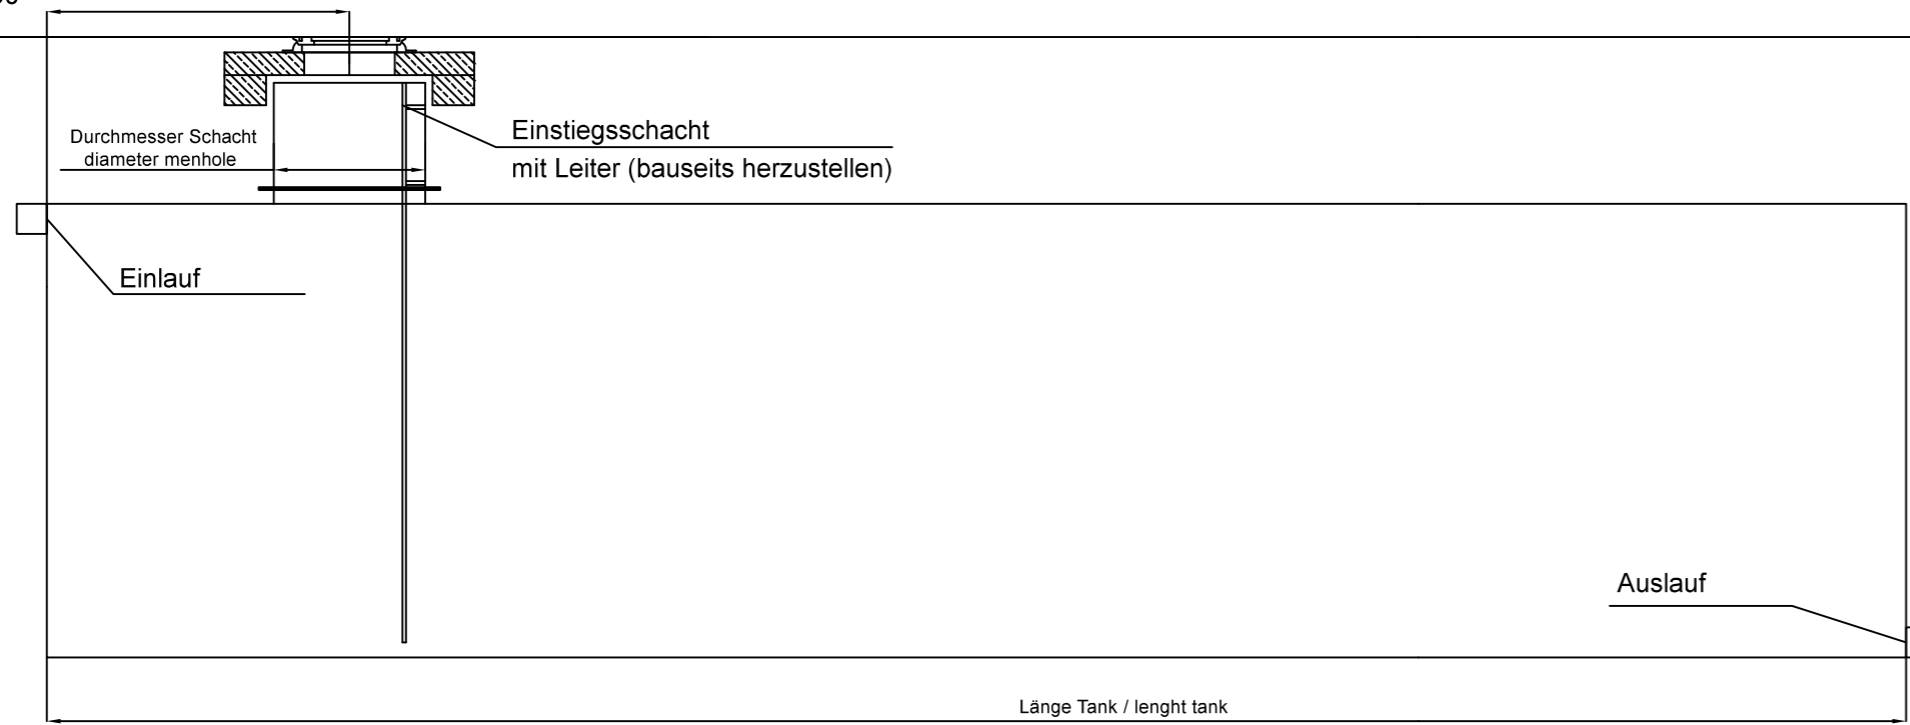 Durchmesser Schacht
diameter menhole
Einstiegsschacht
mit Leiter (bauseits herzustellen)
Einlauf
Auslauf
Länge Tank / lenght tank